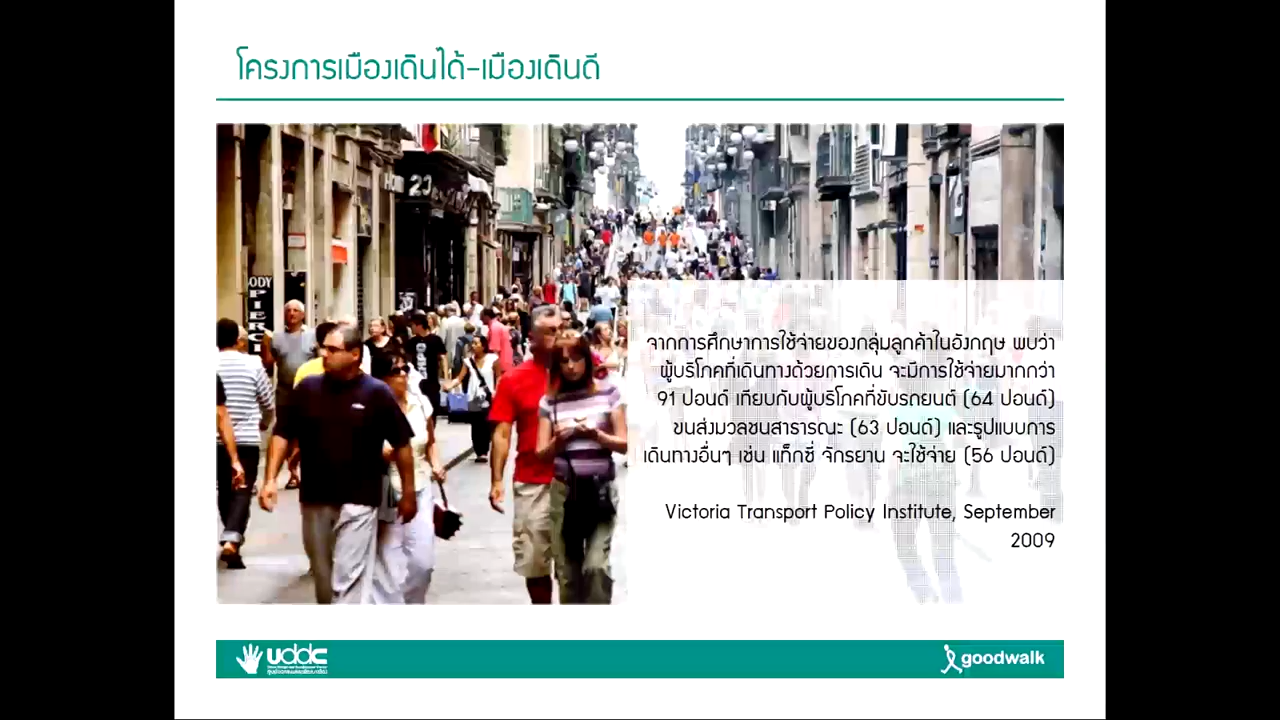 โครงการเมืองเดินได้-เมืองเดินดี
HOM 23
BODY
PIERCI
จากการศึกษาการใช้จ่ายของกลุ่มลูกค้าในอังกฤษ พบว่า
ผู้บริโภคที่เดินทางด้วยการเดิน จะมีการใช้จ่ายมากกว่า
91 ปอนด์ เทียบกับผู้บริโภคที่ขับรถยนต์ (64 ปอนด์)
ขนส่งมวลชนสาธารณะ (63 ปอนด์) และรูปแบบการ
เดินทางอื่นๆ เช่น แท็กซี่ จักรยาน จะใช้จ่าย (56 ปอนด์)
Victoria Transport Policy Institute, September
2009
uddc
goodwalk